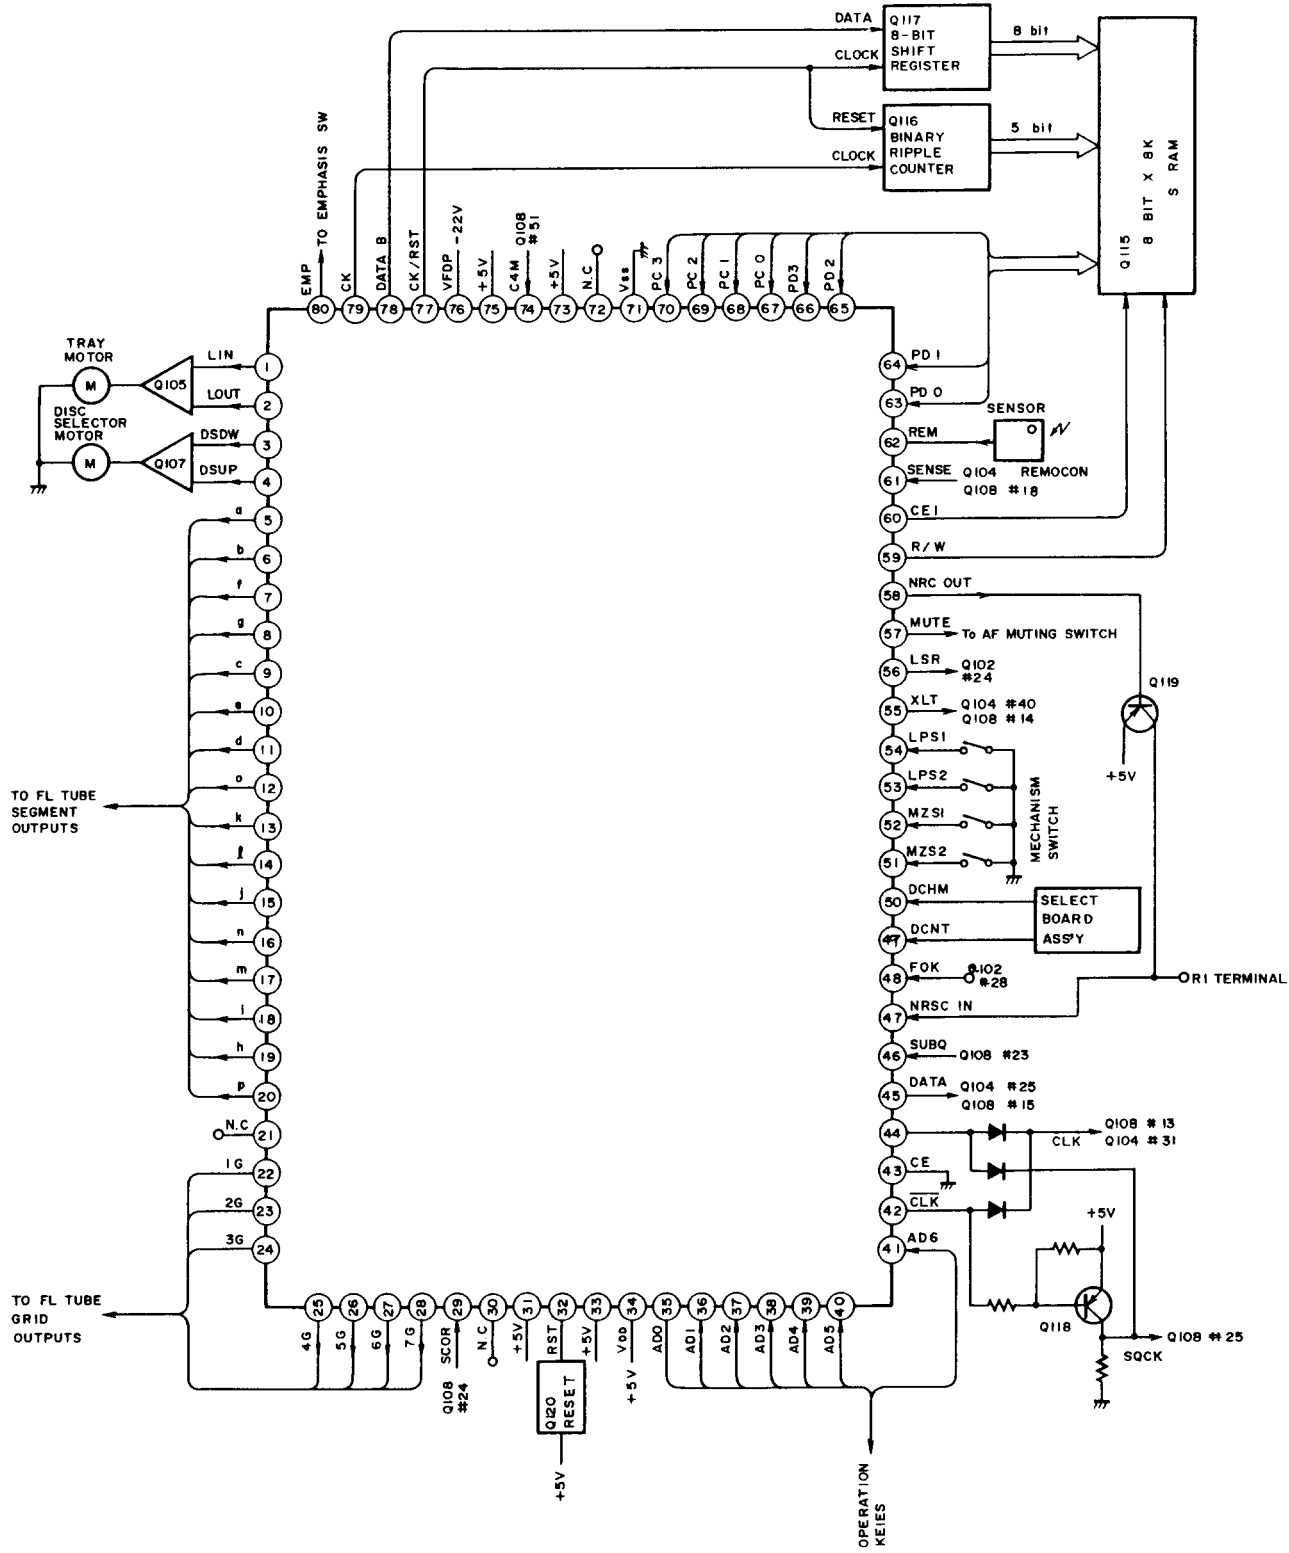 DATA
Q117
8-BIT
SHIFT
REGISTER
CLOCK
8 bit
RESET
Q116
BINARY
RIPPLE
COUNTER
CLOCK
5 bit
Q115
8 BIT X 8K
S RAM
TO EMPHASIS SW
EMP
CK
DATA B
CK/RST
VFDP
-22V
+5V
C4M
Q108
#51
+5V
N.C
Vss
PC 3
PC 2
PC 1
PC 0
PD3
PD2
80
79
78
77
76
75
74
73
72
71
70
69
68
67
66
65
TRAY
MOTOR
M
Q105
LIN
1
LOUT
2
DISC
SELECTOR
MOTOR
M
Q107
DSDW
3
DSUP
4
a
5
b
6
f
7
g
8
c
9
e
10
d
11
o
12
k
13
l
14
j
15
n
16
m
17
i
18
h
19
p
20
TO FL TUBE
SEGMENT
OUTPUTS
N.C
21
1G
22
2G
23
3G
24
TO FL TUBE
GRID
OUTPUTS
64
PD 1
63
PD 0
62
REM
SENSOR
REMOCON
61
SENSE
Q104
Q108 #18
60
CE1
59
R/W
58
NRC OUT
57
MUTE
To AF MUTING SWITCH
56
LSR
Q102
#24
55
XLT
Q104 #40
Q108 #14
Q119
+5V
54
LPS1
53
LPS2
52
MZS1
51
MZS2
MECHANISM
SWITCH
50
DCHM
DCNT
SELECT
BOARD
ASS'Y
48
FOK
#28
47
NRSC IN
R1 TERMINAL
46
SUBQ
Q108 #23
45
DATA
Q104 #25
Q108 #15
44
CLK
Q108 #13
Q104 #31
43
CE
42
CLK
41
AD6
+5V
Q118
SQCK
Q108 #25
25
26
27
28
29
30
31
32
33
34
35
36
37
38
39
40
4G
5G
6G
7G
SCOR
Q108
#24
N.C
+5V
RST
Q120
RESET
+5V
+5V
VDD
+5V
AD0
AD1
AD2
AD3
AD4
AD5
OPERATION
KEIES